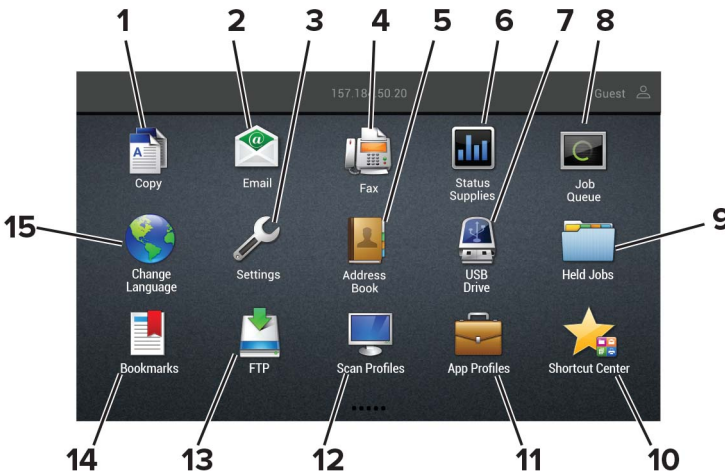 1 2 3 4 5 6 7 8
157.184.50.20 Guest
Copy Email Fax Status Supplies Job Queue
15 9
Change Language Settings Address Book USB Drive Held Jobs
Bookmarks FTP Scan Profiles App Profiles Shortcut Center
14 13 12 11 10